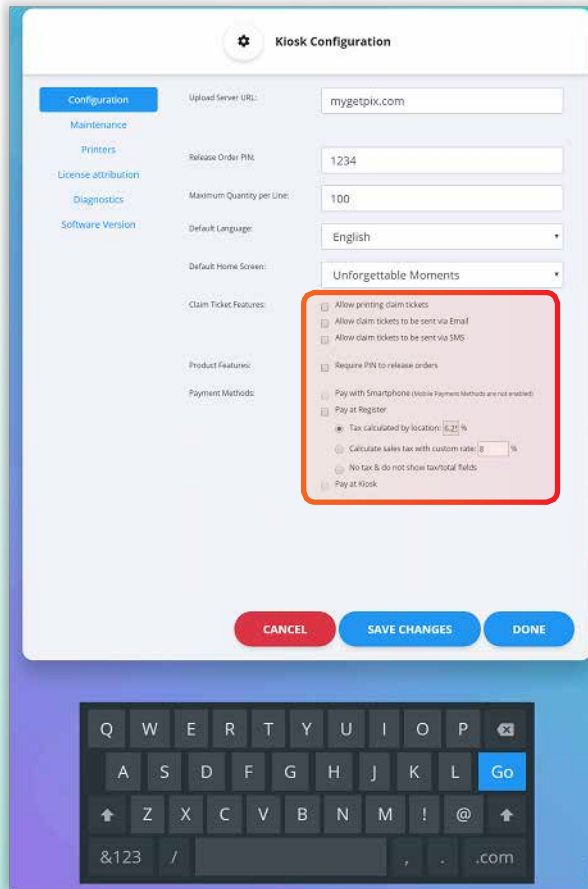 Kiosk Configuration
Configuration
Maintenance
Printers
License attribution
Diagnostics
Software Version
Upload Server URL: mygetpix.com
Release Order PIN: 1234
Maximum Quantity per Line: 100
Default Language: English
Default Home Screen: Unforgettable Moments
Claim Ticket Features: Allow printing claim tickets
Allow claim tickets to be sent via Email
Allow claim tickets to be sent via SMS
Product Features: Require PIN to release orders
Payment Methods: Pay with Smartphone (Mobile Payment Methods are not enabled)
Pay at Register
Tax calculated by location: 6.25 %
Calculate sales tax with custom rate: 8 %
No tax & do not show tax/total fields
Pay at Kiosk
CANCEL SAVE CHANGES DONE
Q W E R T Y U I O P
A S D F G H J K L Go
Z X C V B N M ! @
&123 / , . .com